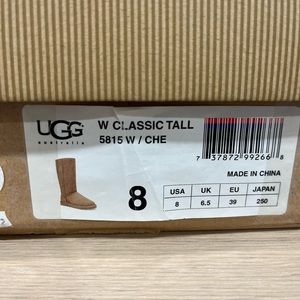 UGG
australia
W CLASSIC TALL
5815 W / CHE
7 37872 99266 8
MADE IN CHINA
8
USA UK EU JAPAN
8 6.5 39 250